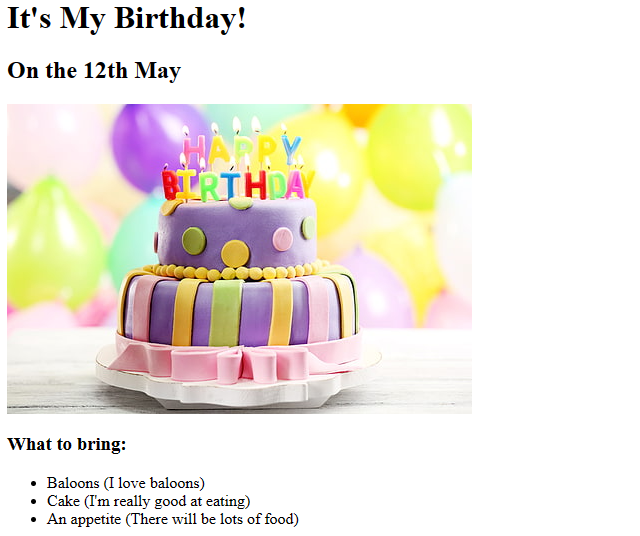 It's My Birthday!
On the 12th May
HAPPY
BIRTHDAY
What to bring:
Baloons (I love baloons)
Cake (I'm really good at eating)
An appetite (There will be lots of food)